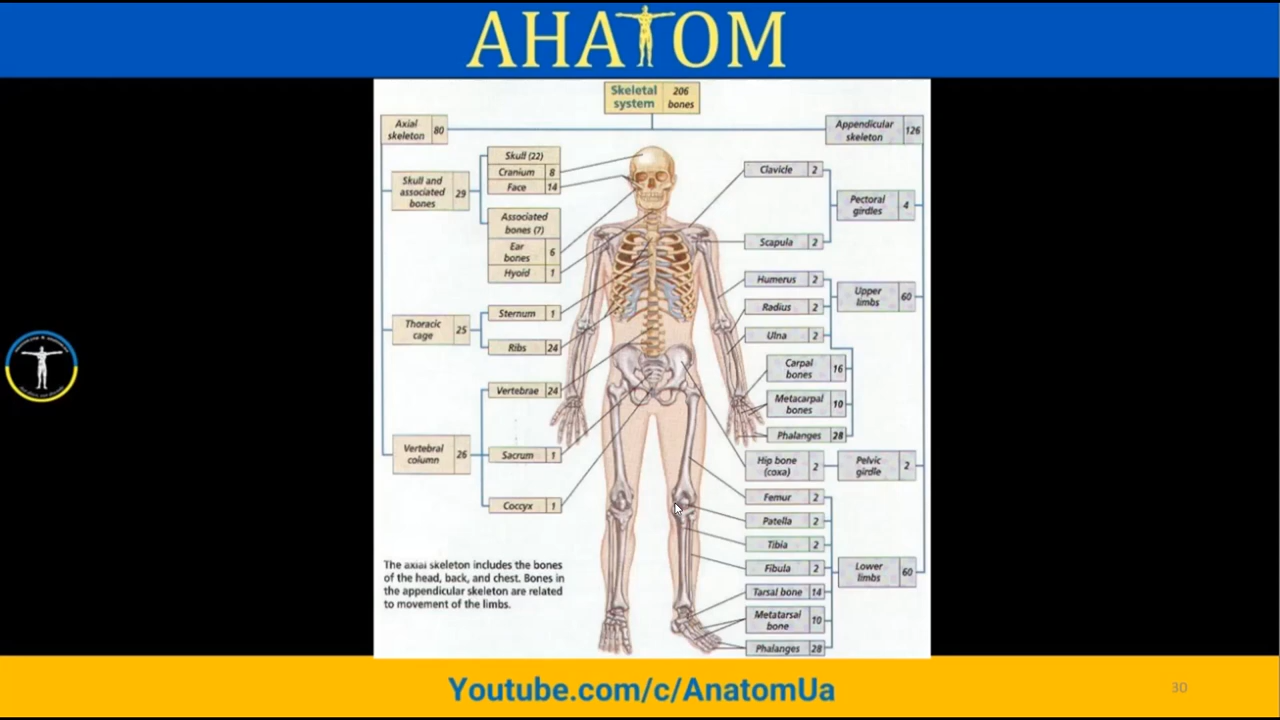 АНАТОМ
Skeletal
system
206
bones
Axial
skeleton
80
Appendicular
skeleton
126
Skull and
associated
bones
29
Skull (22)
Cranium 8
Face 14
Associated
bones (7)
Ear
bones
6
Hyoid 1
Thoracic
cage
25
Sternum 1
Ribs 24
Vertebral
column
26
Vertebrae 24
Sacrum 1
Coccyx 1
Clavicle 2
Scapula 2
Pectoral
girdles
4
Humerus 2
Radius 2
Ulna 2
Carpal
bones
16
Metacarpal
bones
10
Phalanges 28
Upper
limbs
60
Hip bone
(coxa)
2
Pelvic
girdle
2
Femur 2
Patella 2
Tibia 2
Fibula 2
Tarsal bone 14
Metatarsal
bone
10
Phalanges 28
Lower
limbs
60
The axial skeleton includes the bones
of the head, back, and chest. Bones in
the appendicular skeleton are related
to movement of the limbs.
Youtube.com/c/AnatomUa
30